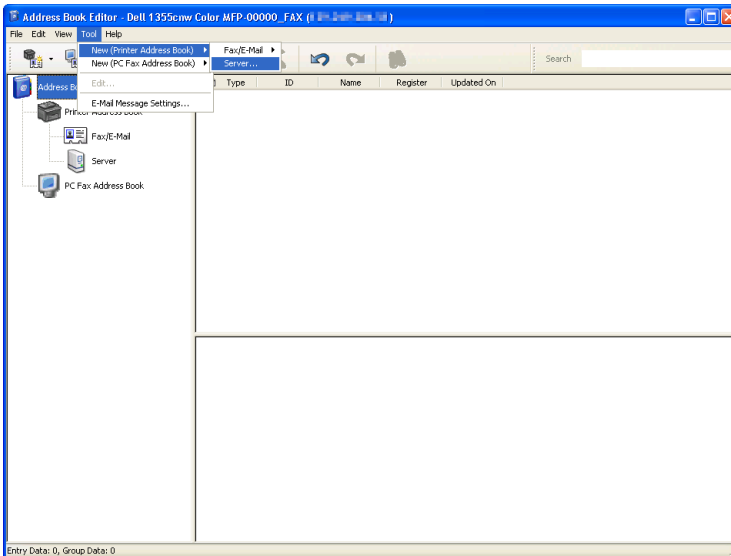 Address Book Editor - Dell 1355cnw Color MFP-00000_FAX (
File Edit View Tool Help
New (Printer Address Book) Fax/E-Mail
New (PC Fax Address Book) Server...
Search
Edit...
E-Mail Message Settings...
Type ID Name Register Updated On
Address B
Printer Address Book
Fax/E-Mail
Server
PC Fax Address Book
Entry Data: 0, Group Data: 0